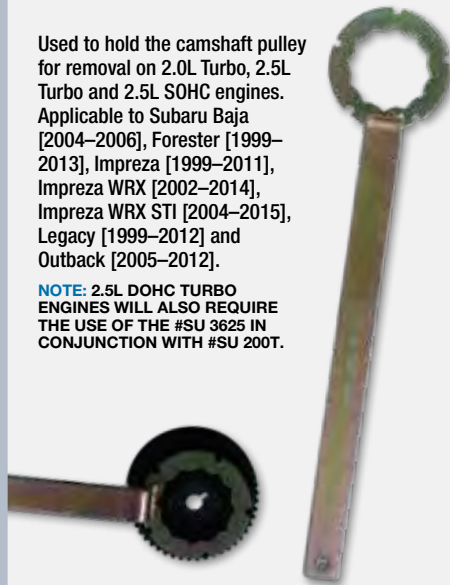 Used to hold the camshaft pulley
for removal on 2.0L Turbo, 2.5L
Turbo and 2.5L SOHC engines.
Applicable to Subaru Baja
[2004–2006], Forester [1999–
2013], Impreza [1999–2011],
Impreza WRX [2002–2014],
Impreza WRX STI [2004–2015],
Legacy [1999–2012] and
Outback [2005–2012].
NOTE: 2.5L DOHC TURBO
ENGINES WILL ALSO REQUIRE
THE USE OF THE #SU 3625 IN
CONJUNCTION WITH #SU 200T.